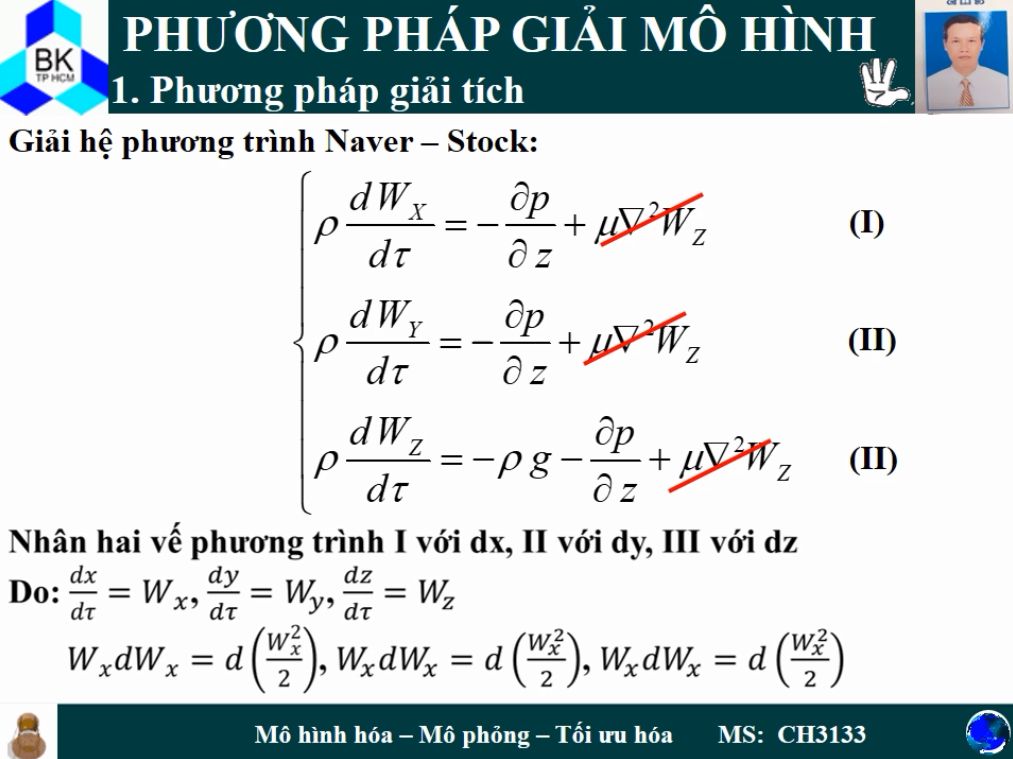 PHƯƠNG PHÁP GIẢI MÔ HÌNH
BK
TP HCM
1. Phương pháp giải tích
Giải hệ phương trình Naver – Stock:
ρ dW_X/dτ = − ∂p/∂z + μ∇²W_Z (I)
ρ dW_Y/dτ = − ∂p/∂z + μ∇²W_Z (II)
ρ dW_Z/dτ = −ρ g − ∂p/∂z + μ∇²W_Z (II)
Nhân hai vế phương trình I với dx, II với dy, III với dz
Do: dx/dτ = W_x, dy/dτ = W_y, dz/dτ = W_z
W_x dW_x = d(W_x²/2), W_x dW_x = d(W_x²/2), W_x dW_x = d(W_x²/2)
Mô hình hóa – Mô phỏng – Tối ưu hóa MS: CH3133